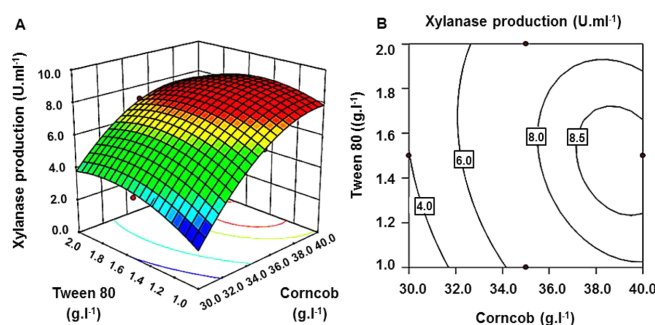 A
Xylanase production (U.ml-1)
10.0
8.0
6.0
4.0
2.0
0.0
2.0
1.8
1.6
1.4
1.2
1.0
Tween 80
(g.l-1)
30.0
32.0
34.0
36.0
38.0
40.0
Corncob
(g.l-1)
B
Xylanase production (U.ml-1)
Tween 80 ((g.l-1)
2.0
1.8
1.6
1.4
1.2
1.0
4.0
6.0
8.0
8.5
30.0 32.0 34.0 36.0 38.0 40.0
Corncob (g.l-1)